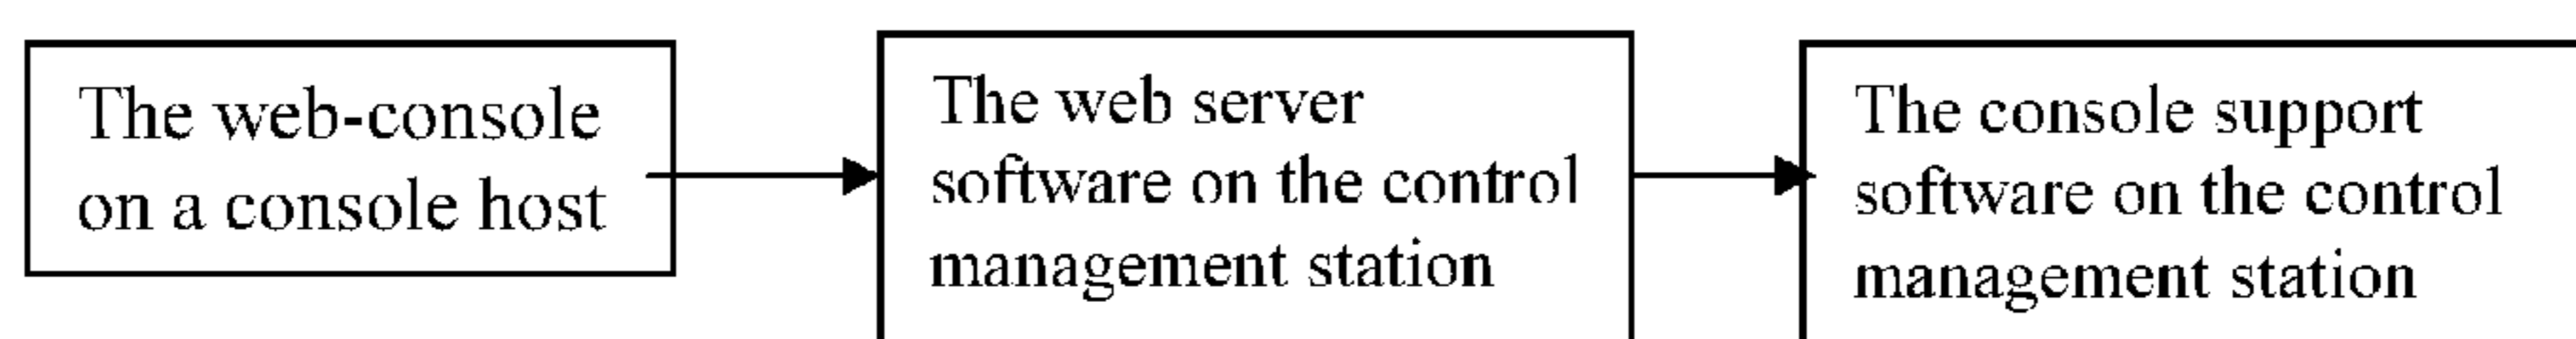 The web-console
on a console host
The web server
software on the control
management station
The console support
software on the control
management station